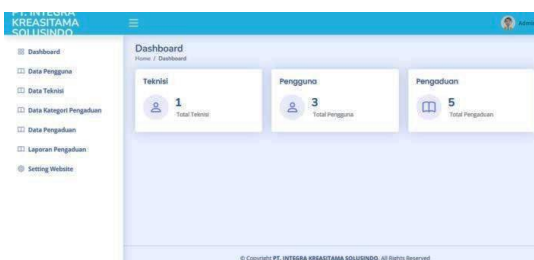 PT. INTEGRA
KREASITAMA
SOLUSINDO
Admin
Dashboard
Data Pengguna
Data Teknisi
Data Kategori Pengaduan
Data Pengaduan
Laporan Pengaduan
Setting Website
Dashboard
Home / Dashboard
Teknisi
1
Total Teknisi
Pengguna
3
Total Pengguna
Pengaduan
5
Total Pengaduan
© Copyright PT. INTEGRA KREASITAMA SOLUSINDO. All Rights Reserved